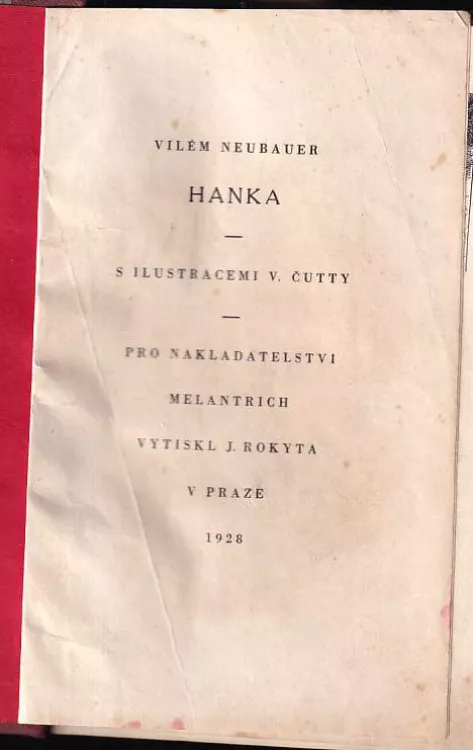 VILÉM NEUBAUER
HANKA
—
S ILUSTRACEMI V. ČUTTY
—
PRO NAKLADATELSTVI
MELANTRICH
VYTISKL J. ROKYTA
V PRAZE
1928